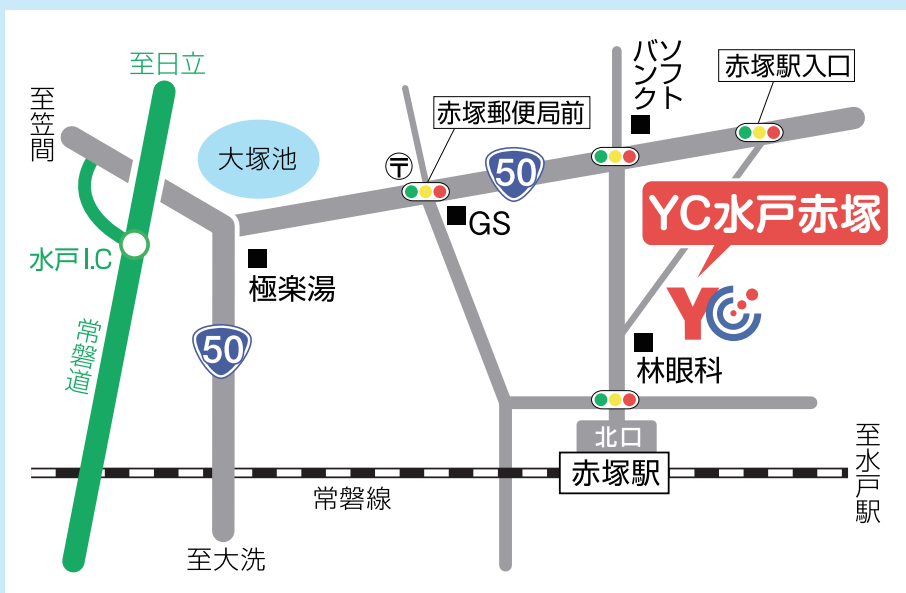 至日立
至笠間
ソフト
バンク
赤塚駅入口
赤塚郵便局前
大塚池
〒
50
YC水戸赤塚
GS
水戸I.C
極楽湯
YC
常磐道
50
林眼科
北口
赤塚駅
至水戸駅
常磐線
至大洗